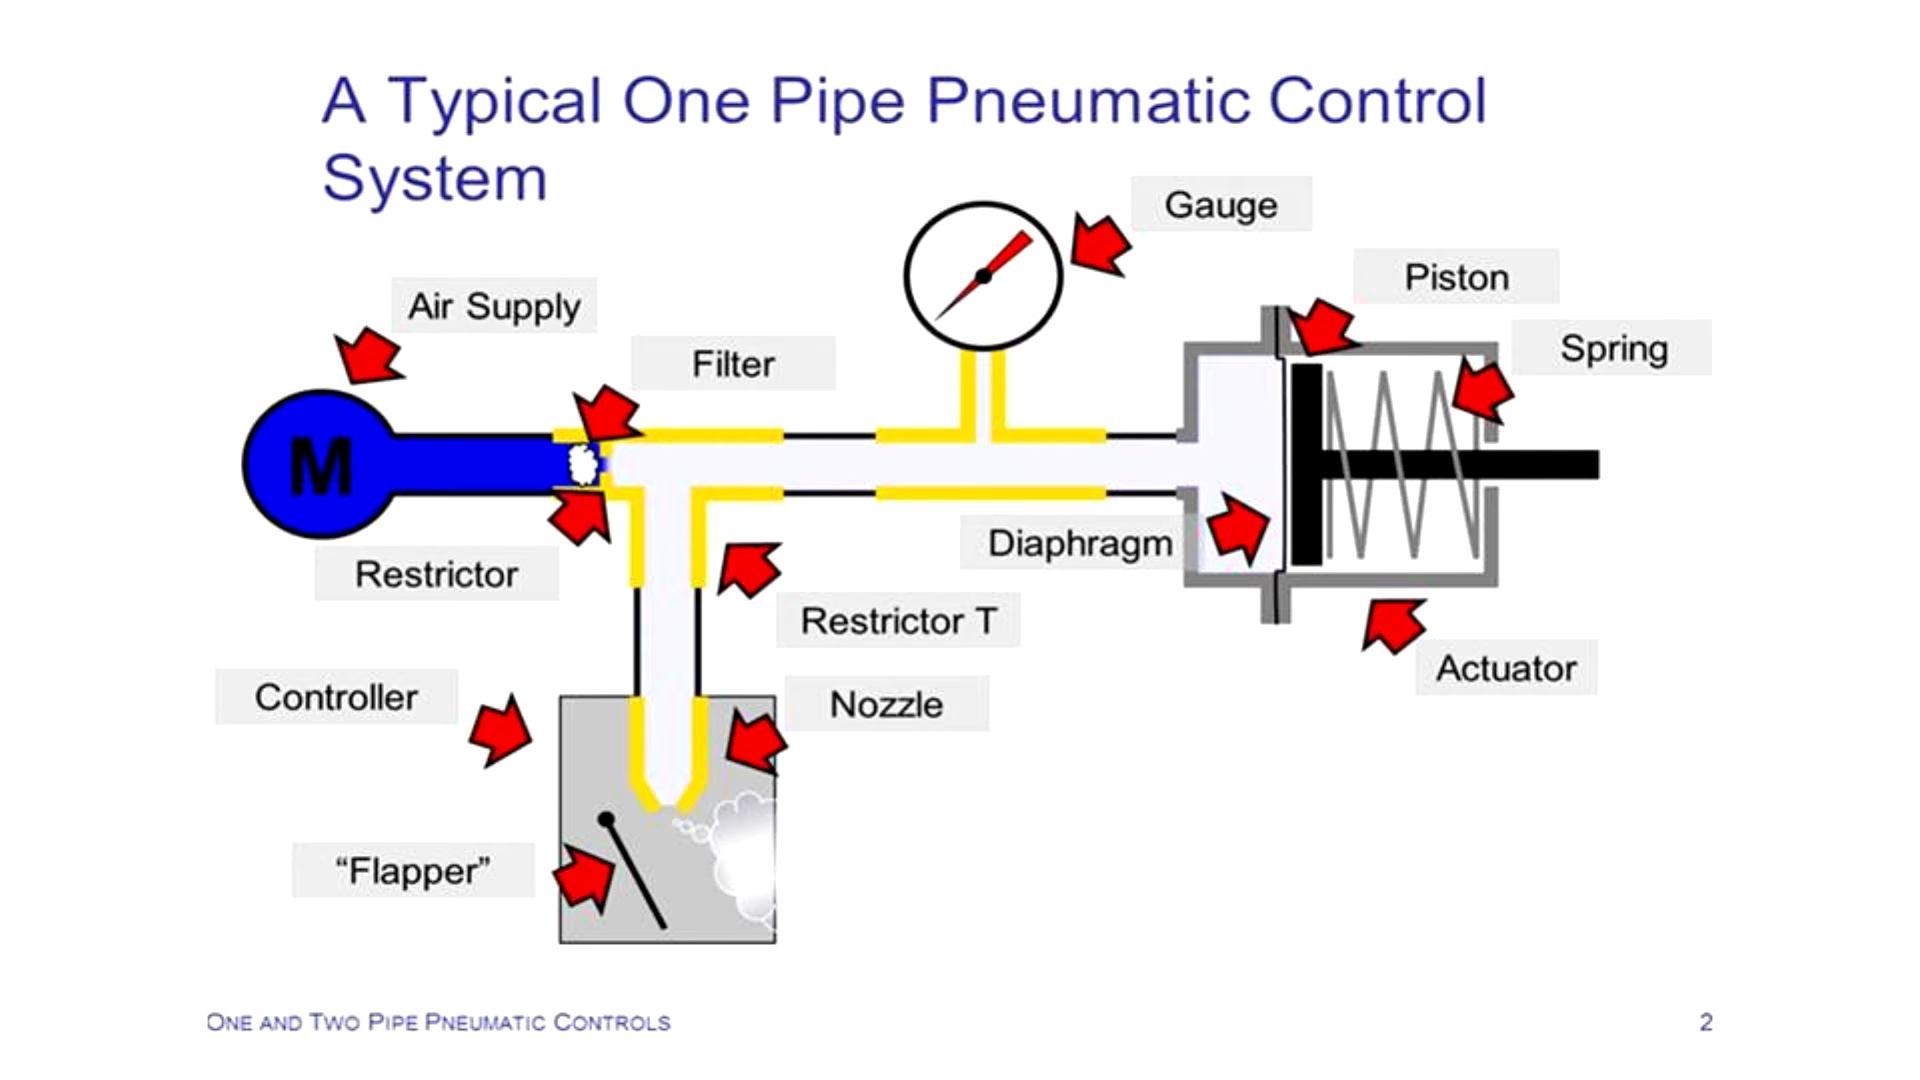 A Typical One Pipe Pneumatic Control
System
Gauge
Piston
Air Supply
Spring
Filter
M
Diaphragm
Restrictor
Restrictor T
Actuator
Controller
Nozzle
“Flapper”
ONE AND TWO PIPE PNEUMATIC CONTROLS
2